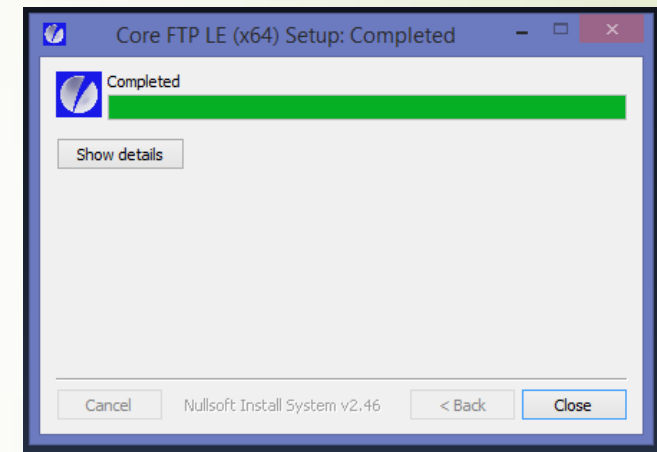 Core FTP LE (x64) Setup: Completed
Completed
Show details
Cancel Nullsoft Install System v2.46 < Back Close